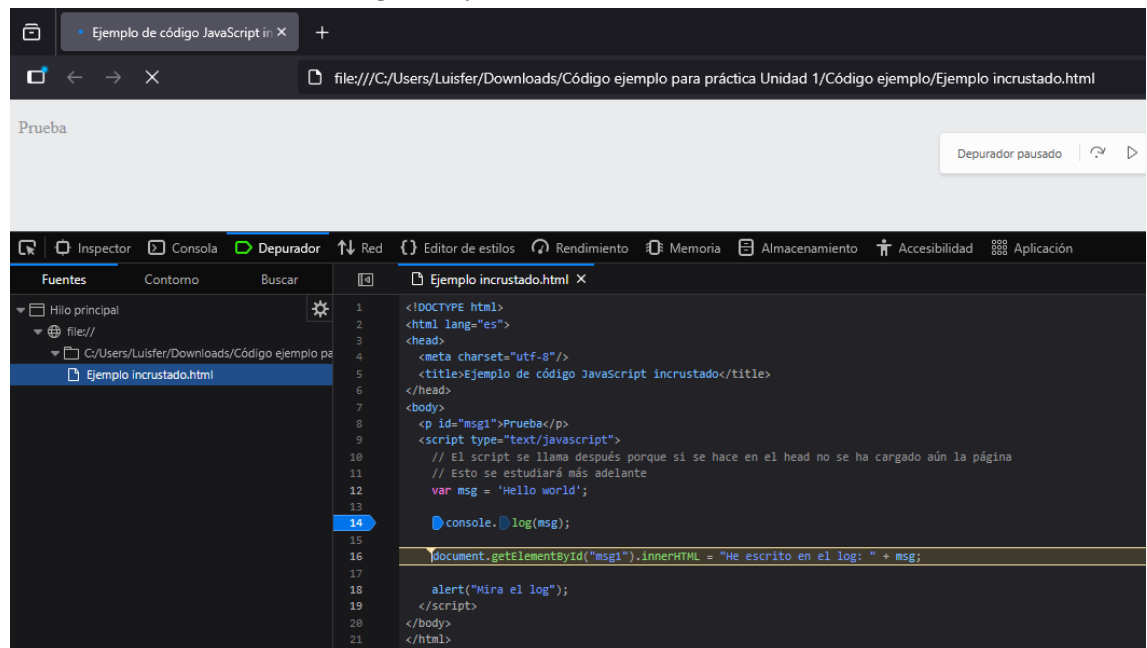 Ejemplo de código JavaScript in
file:///C:/Users/Luisfer/Downloads/Código ejemplo para práctica Unidad 1/Código ejemplo/Ejemplo incrustado.html
Prueba
Depurador pausado
Inspector Consola Depurador Red Editor de estilos Rendimiento Memoria Almacenamiento Accesibilidad Aplicación
Fuentes Contorno Buscar
Ejemplo incrustado.html
Hilo principal
file://
C:/Users/Luisfer/Downloads/Código ejemplo pa
Ejemplo incrustado.html
1 <!DOCTYPE html>
2 <html lang="es">
3 <head>
4 <meta charset="utf-8"/>
5 <title>Ejemplo de código JavaScript incrustado</title>
6 </head>
7 <body>
8 <p id="msg1">Prueba</p>
9 <script type="text/javascript">
10 // El script se llama después porque si se hace en el head no se ha cargado aún la página
11 // Esto se estudiará más adelante
12 var msg = 'Hello world';
13
14 console.log(msg);
15
16 document.getElementById("msg1").innerHTML = "He escrito en el log: " + msg;
17
18 alert("Mira el log");
19 </script>
20 </body>
21 </html>